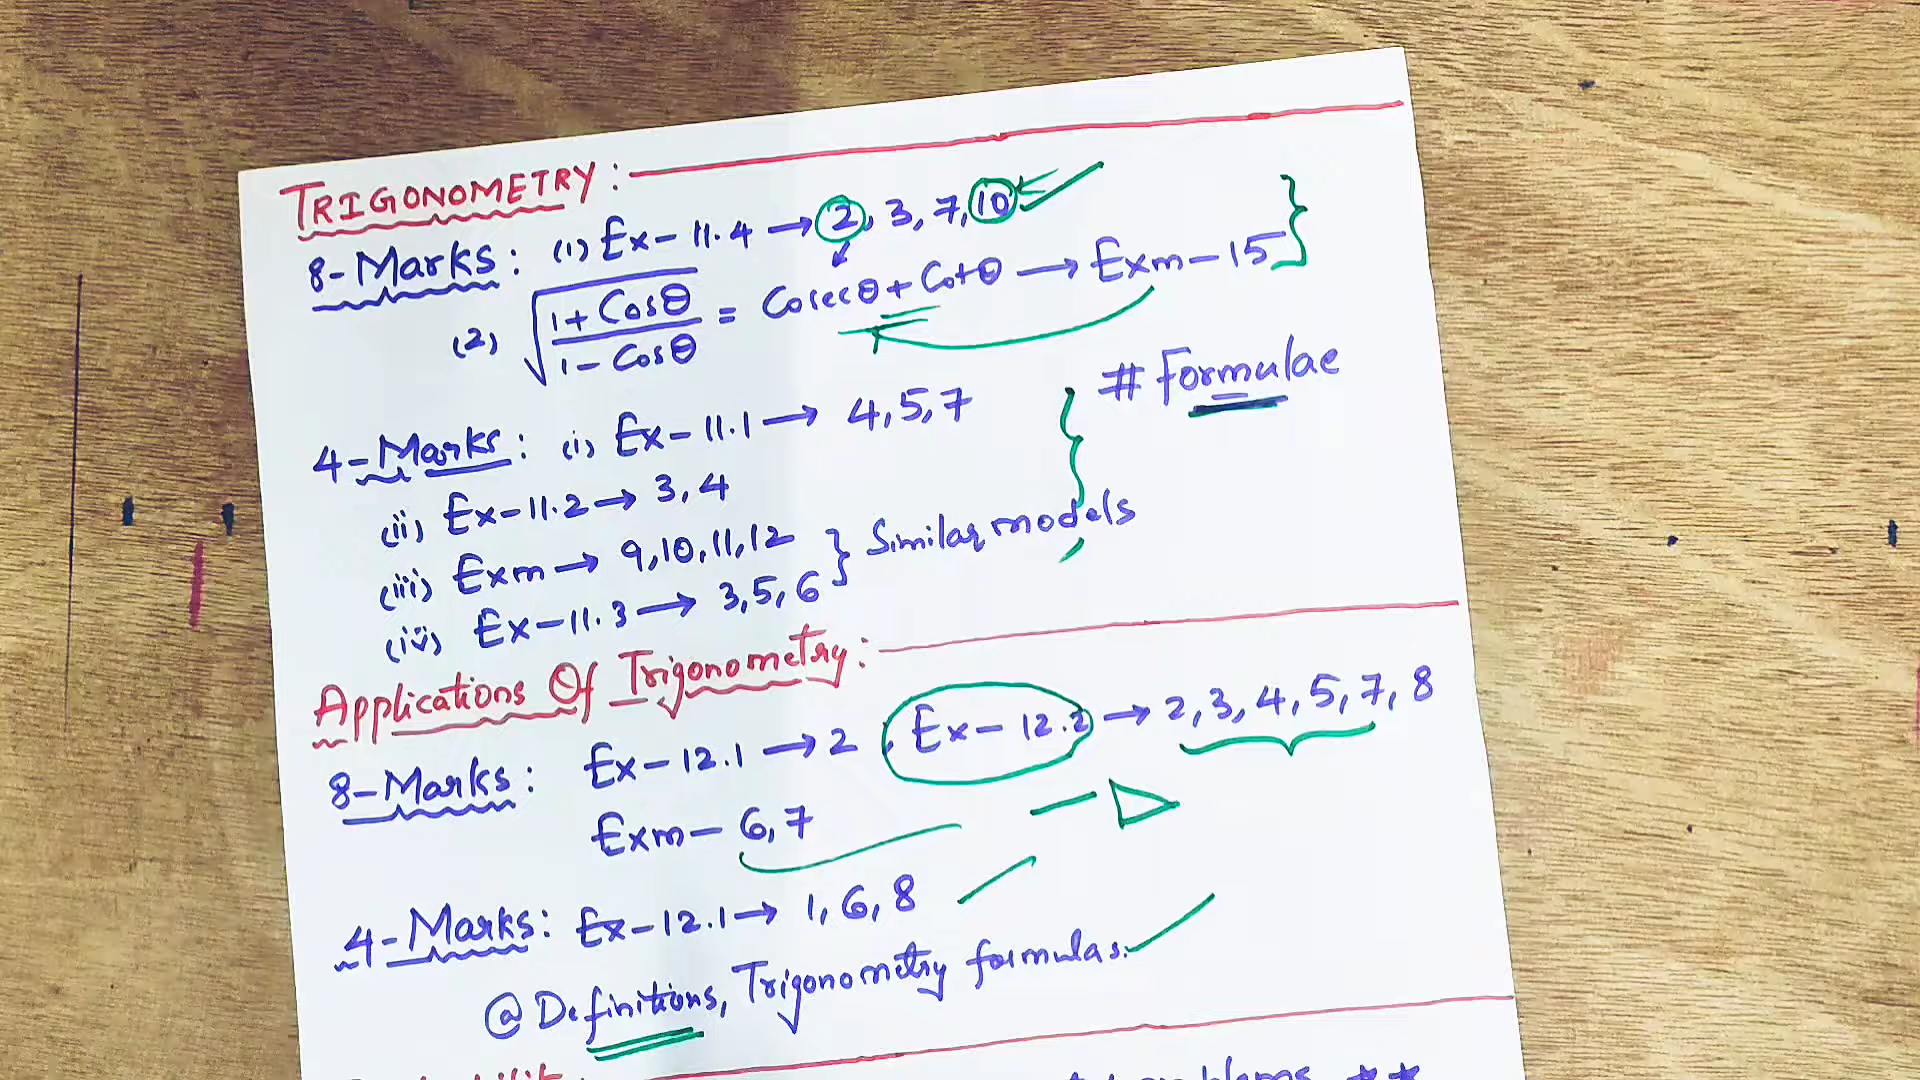 TRIGONOMETRY:
8-Marks: (1) Ex-11.4 → 2, 3, 7, 10
(2) √(1+Cosθ / 1-Cosθ) = Cosecθ + Cotθ → Exm-15
# Formulae
4-Marks: (i) Ex-11.1 → 4,5,7
(ii) Ex-11.2 → 3,4
(iii) Exm → 9,10,11,12 } Similar models
(iv) Ex-11.3 → 3,5,6
Applications Of Trigonometry:
8-Marks: Ex-12.1 → 2, Ex-12.2 → 2,3,4,5,7,8
Exm-6,7
4-Marks: Ex-12.1 → 1,6,8
@ Definitions, Trigonometry formulas.